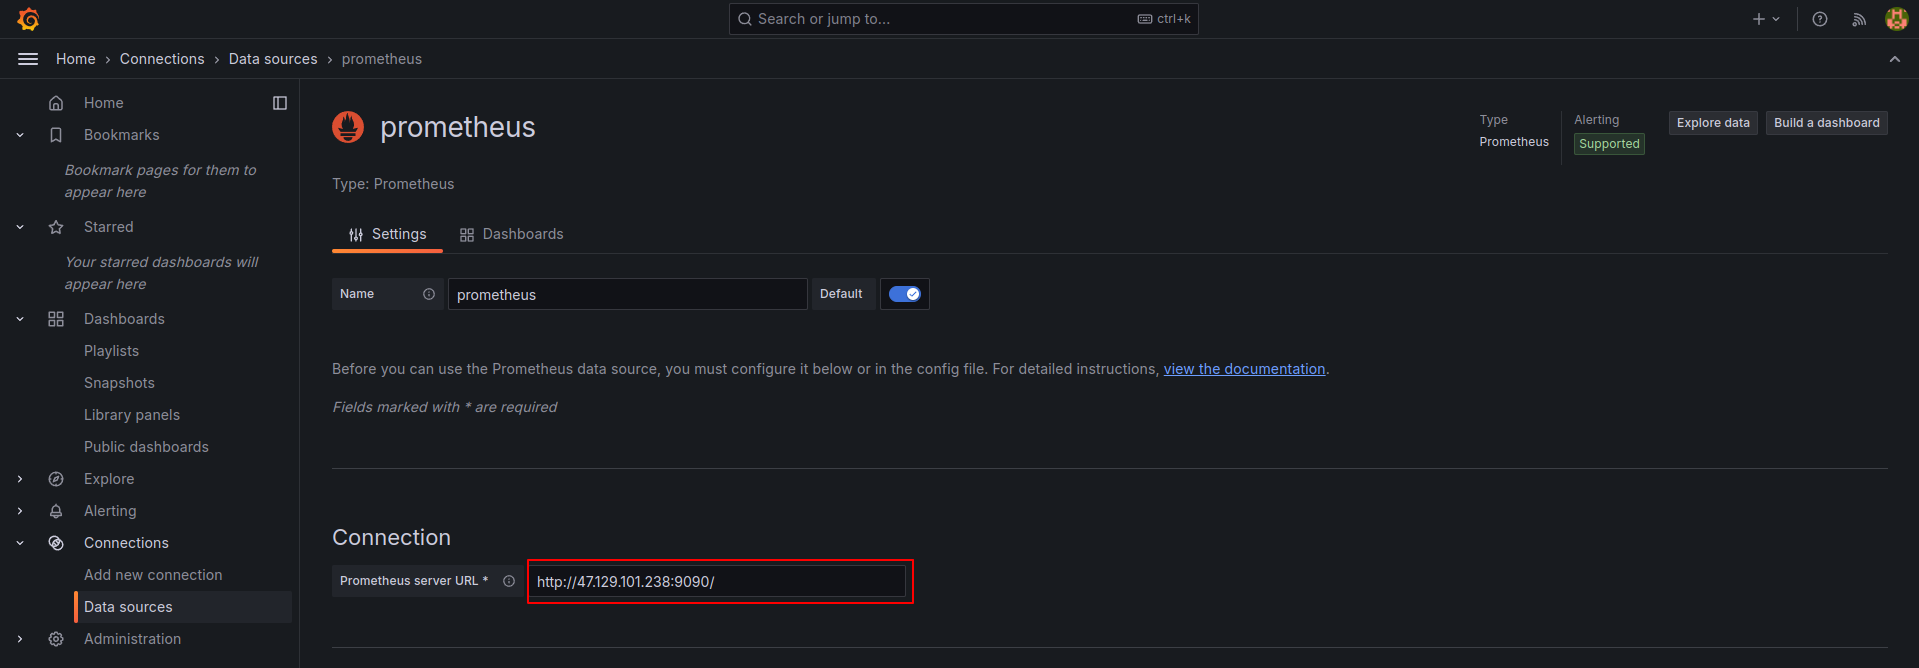 Search or jump to...
ctrl+k
Home › Connections › Data sources › prometheus
Home
Bookmarks
Bookmark pages for them to
appear here
Starred
Your starred dashboards will
appear here
Dashboards
Playlists
Snapshots
Library panels
Public dashboards
Explore
Alerting
Connections
Add new connection
Data sources
Administration
prometheus
Type
Prometheus
Alerting
Supported
Explore data
Build a dashboard
Type: Prometheus
Settings
Dashboards
Name
prometheus
Default
Before you can use the Prometheus data source, you must configure it below or in the config file. For detailed instructions, view the documentation.
Fields marked with * are required
Connection
Prometheus server URL *
http://47.129.101.238:9090/